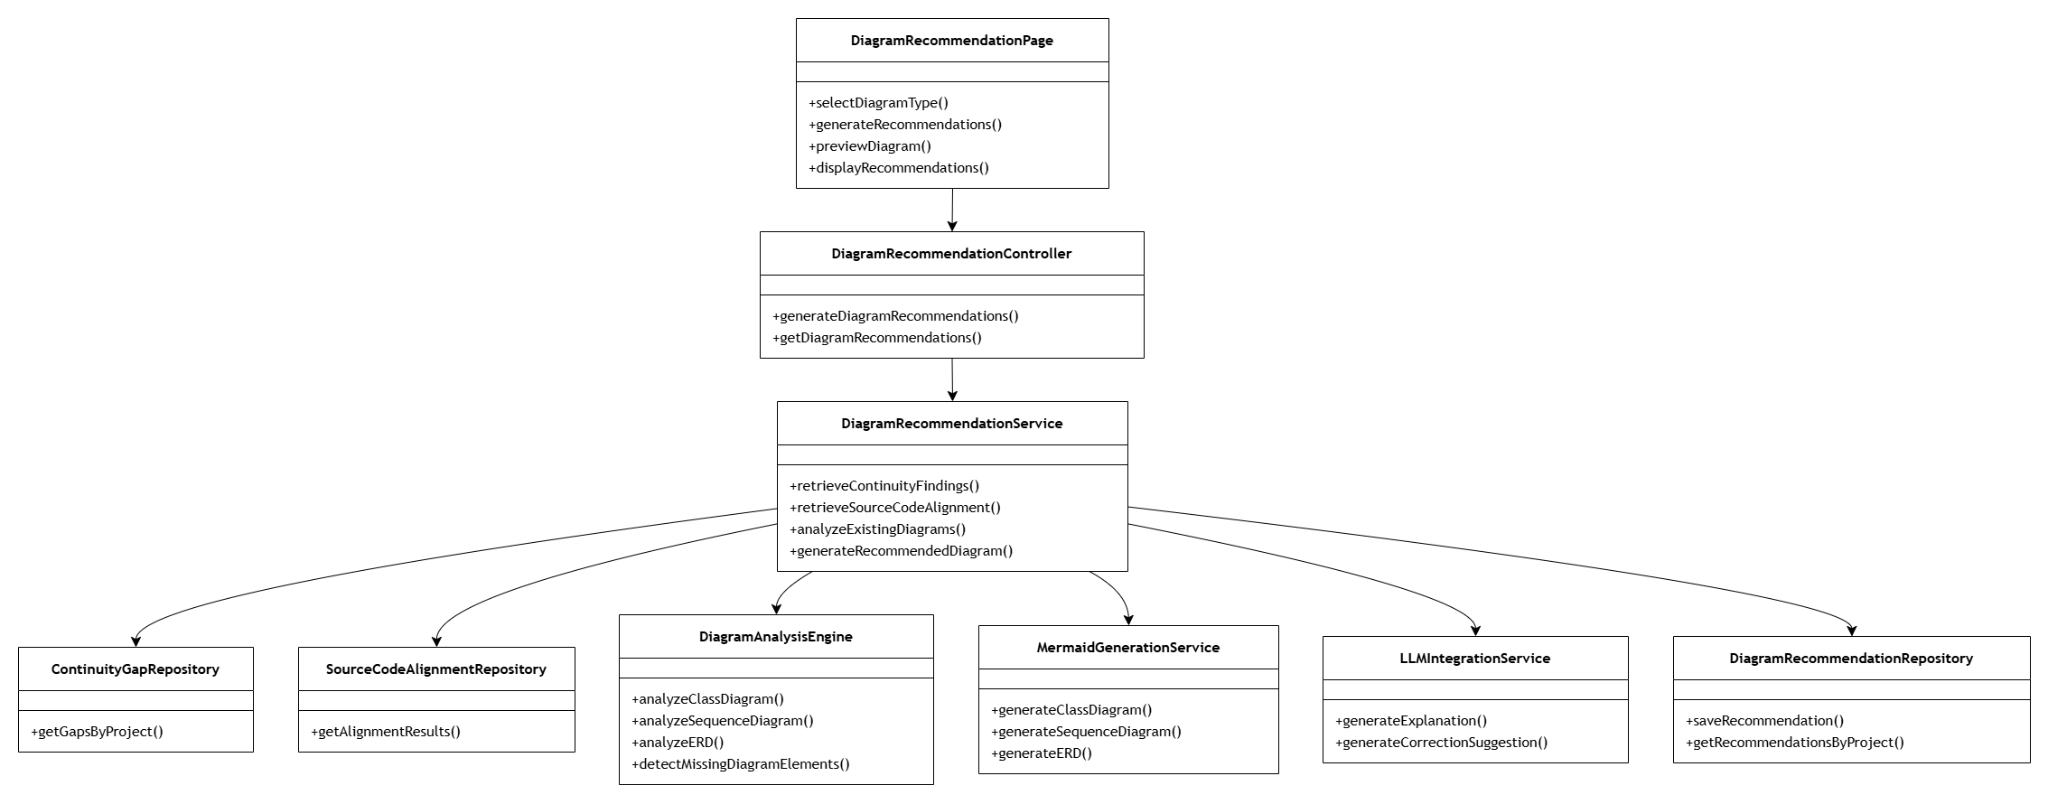 DiagramRecommendationPage
+selectDiagramType()
+generateRecommendations()
+previewDiagram()
+displayRecommendations()
DiagramRecommendationController
+generateDiagramRecommendations()
+getDiagramRecommendations()
DiagramRecommendationService
+retrieveContinuityFindings()
+retrieveSourceCodeAlignment()
+analyzeExistingDiagrams()
+generateRecommendedDiagram()
ContinuityGapRepository
+getGapsByProject()
SourceCodeAlignmentRepository
+getAlignmentResults()
DiagramAnalysisEngine
+analyzeClassDiagram()
+analyzeSequenceDiagram()
+analyzeERD()
+detectMissingDiagramElements()
MermaidGenerationService
+generateClassDiagram()
+generateSequenceDiagram()
+generateERD()
LLMIntegrationService
+generateExplanation()
+generateCorrectionSuggestion()
DiagramRecommendationRepository
+saveRecommendation()
+getRecommendationsByProject()